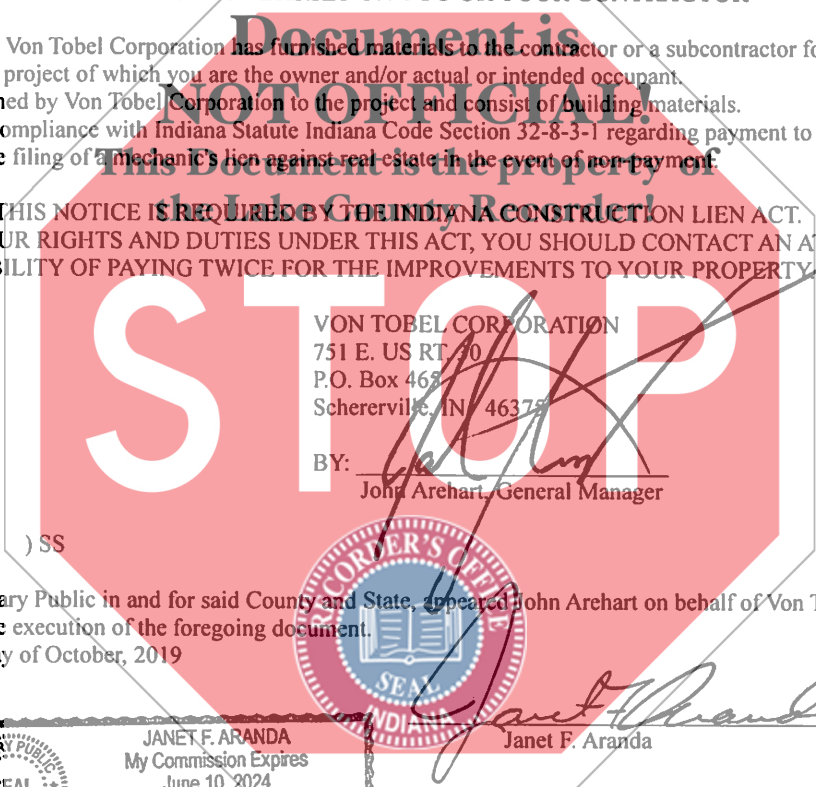 Document is
Von Tobel Corporation has furnished materials to the contractor or a subcontractor fo
project of which you are the owner and/or actual or intended occupant.
NOT OFFICIAL!
ned by Von Tobel Corporation to the project and consist of building materials.
ompliance with Indiana Statute Indiana Code Section 32-8-3-1 regarding payment to
e filing of a mechanic's lien against real estate in the event of non-payment.
This Document is the property of
the Lake County Recorder!
THIS NOTICE IS REQUIRED BY THE INDIANA CONSTRUCTION LIEN ACT.
UR RIGHTS AND DUTIES UNDER THIS ACT, YOU SHOULD CONTACT AN AT
BILITY OF PAYING TWICE FOR THE IMPROVEMENTS TO YOUR PROPERTY
STOP
VON TOBEL CORPORATION
751 E. US RT. 30
P.O. Box 465
Schererville, IN 46375
BY:
John Arehart, General Manager
) SS
RECORDER'S OFFICE
ary Public in and for said County and State, appeared John Arehart on behalf of Von T
e execution of the foregoing document.
y of October, 2019
SEAL
INDIANA
Janet F. Aranda
JANET F. ARANDA
My Commission Expires
June 10, 2024
Janet F. Aranda
RY PUBLIC
SEAL